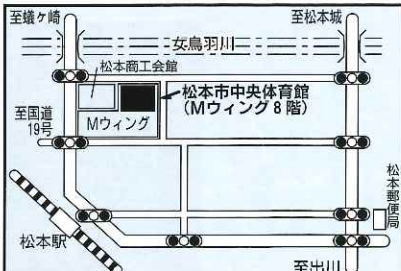 至蟻ヶ崎
至松本城
女鳥羽川
松本商工会館
松本市中央体育館
(Mウィング8階)
至国道
19号
Mウィング
松本郵便局
松本駅
至出川